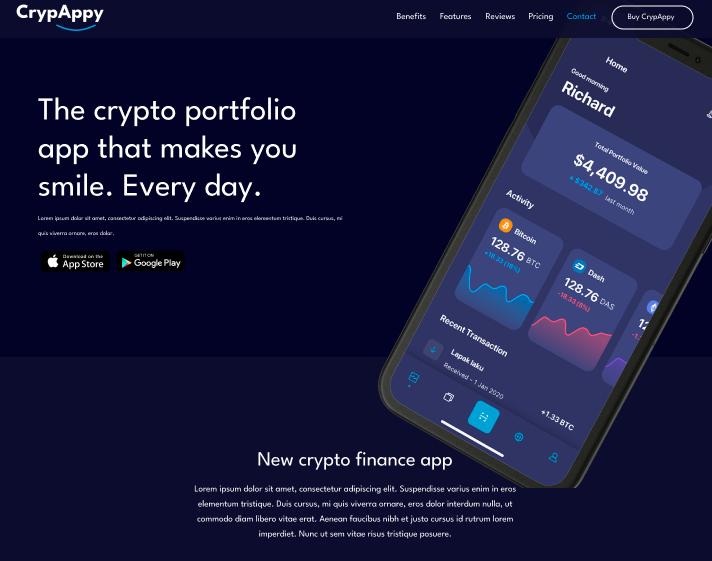 CrypAppy
Benefits
Features
Reviews
Pricing
Contact
Buy CrypAppy
The crypto portfolio
app that makes you
smile. Every day.
Lorem ipsum dolor sit amet, consectetur adipiscing elit. Suspendisse varius enim in eros elementum tristique. Duis cursus, mi
quis viverra ornare, eros dolor.
Download on the
App Store
GET IT ON
Google Play
Home
Good morning
Richard
Total Portfolio Value
$4,409.98
+ $342.87 last month
Activity
Bitcoin
128.76 BTC
+18.33 (18%)
Dash
128.76 DAS
-18.33 (8%)
Recent Transaction
Lapak laku
Received - 1 Jan 2020
+1.33 BTC
New crypto finance app
Lorem ipsum dolor sit amet, consectetur adipiscing elit. Suspendisse varius enim in eros
elementum tristique. Duis cursus, mi quis viverra ornare, eros dolor interdum nulla, ut
commodo diam libero vitae erat. Aenean faucibus nibh et justo cursus id rutrum lorem
imperdiet. Nunc ut sem vitae risus tristique posuere.